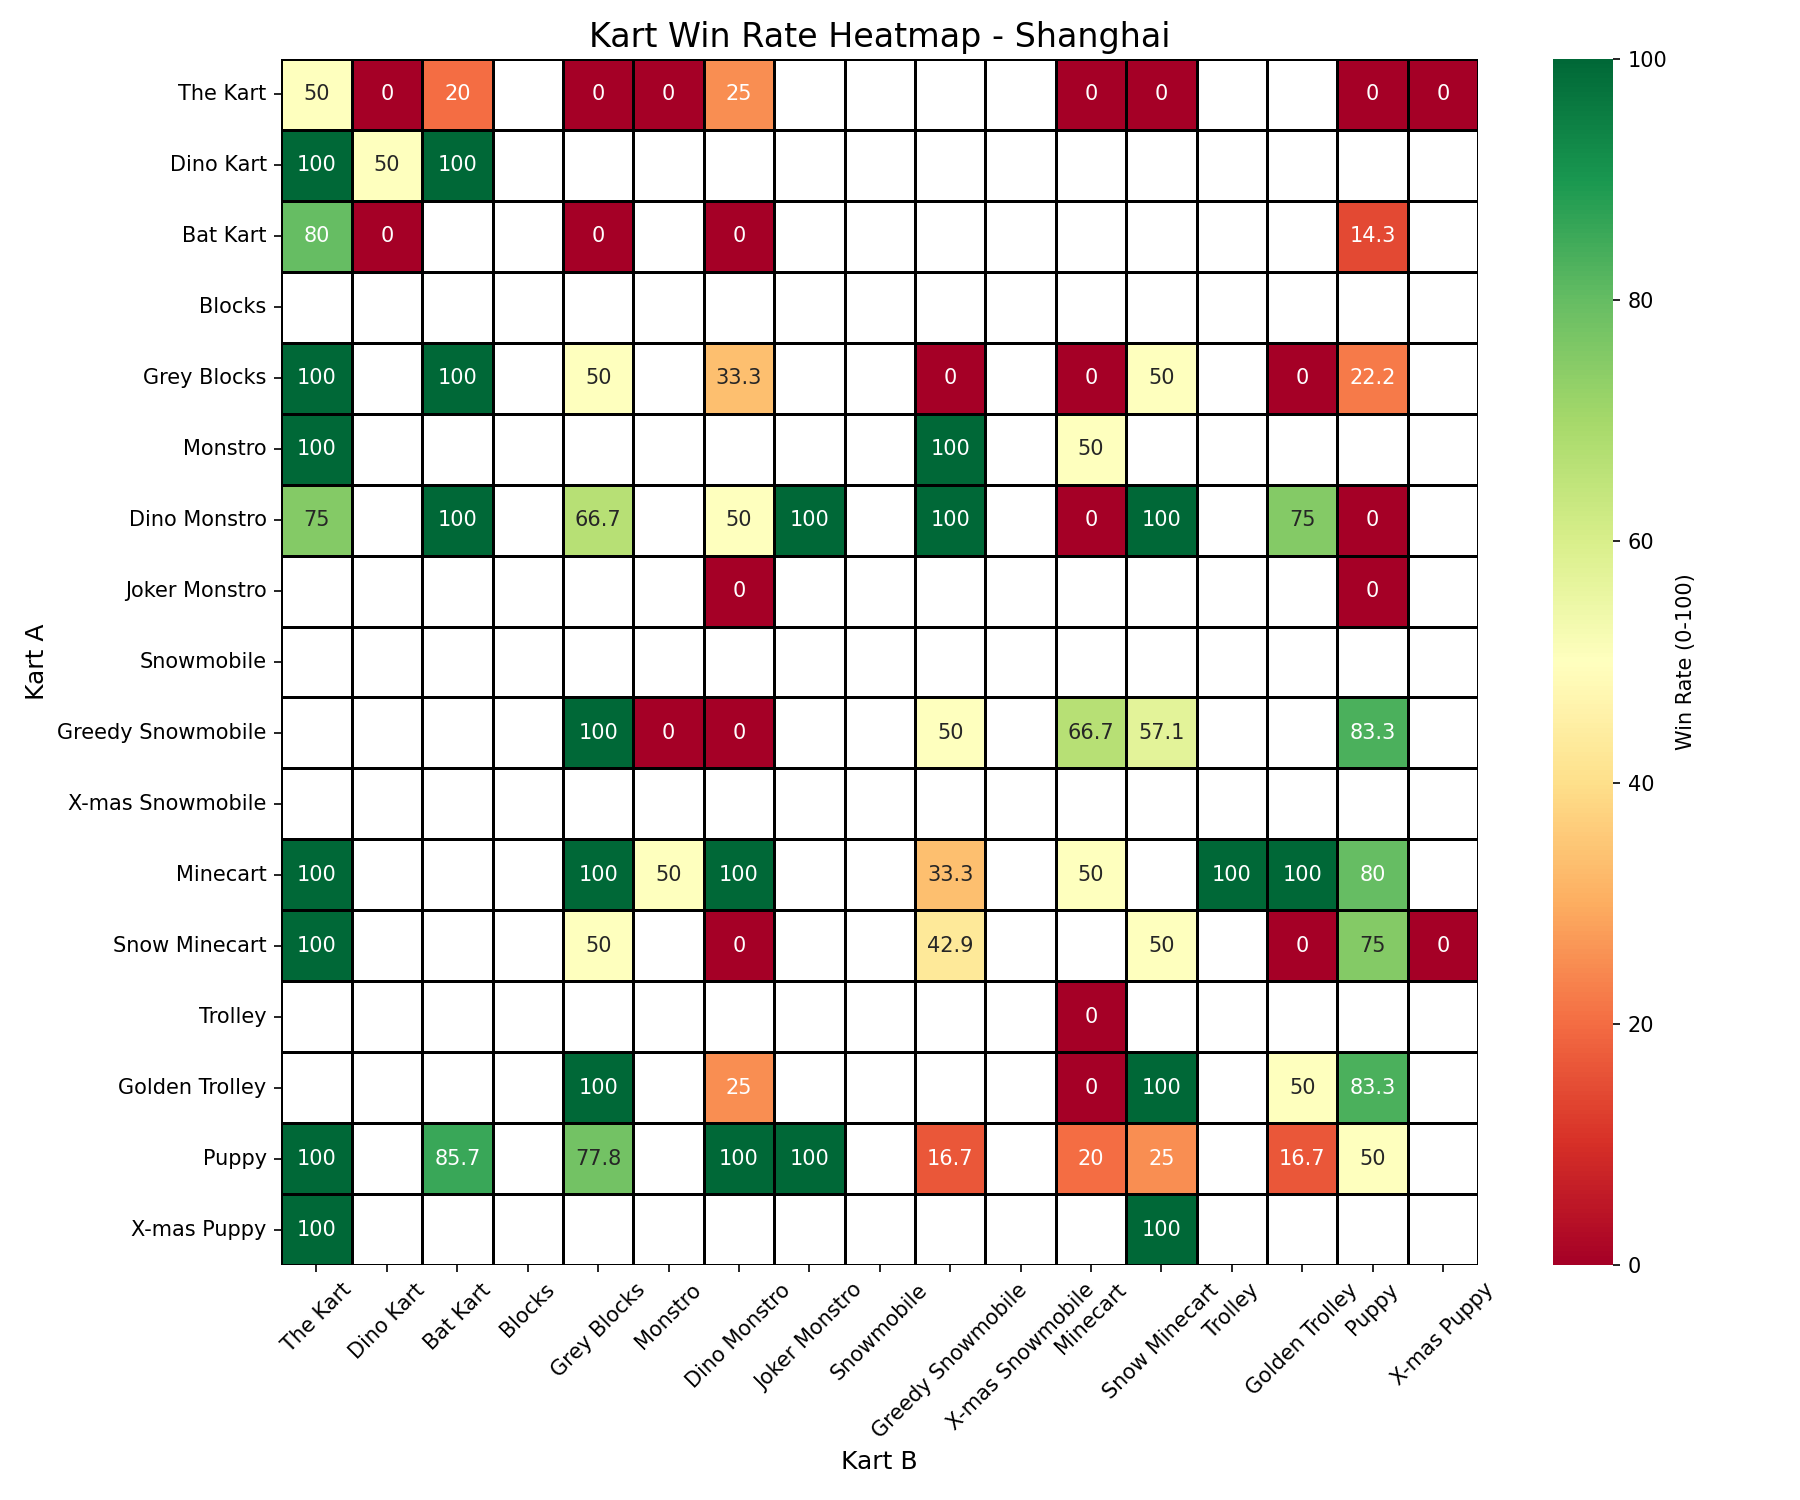 Kart Win Rate Heatmap - Shanghai
The Kart 50 0 20 0 0 25 0 0 0 0
Dino Kart 100 50 100
Bat Kart 80 0 0 0 14.3
Blocks
Grey Blocks 100 100 50 33.3 0 0 50 0 22.2
Monstro 100 100 50
Dino Monstro 75 100 66.7 50 100 100 0 100 75 0
Joker Monstro 0 0
Snowmobile
Greedy Snowmobile 100 0 0 50 66.7 57.1 83.3
X-mas Snowmobile
Minecart 100 100 50 100 33.3 50 100 100 80
Snow Minecart 100 50 0 42.9 50 0 75 0
Trolley 0
Golden Trolley 100 25 0 100 50 83.3
Puppy 100 85.7 77.8 100 100 16.7 20 25 16.7 50
X-mas Puppy 100 100
Kart A
The Kart
Dino Kart
Bat Kart
Blocks
Grey Blocks
Monstro
Dino Monstro
Joker Monstro
Snowmobile
Greedy Snowmobile
X-mas Snowmobile
Minecart
Snow Minecart
Trolley
Golden Trolley
Puppy
X-mas Puppy
Kart B
100
80
60
40
20
0
Win Rate (0-100)